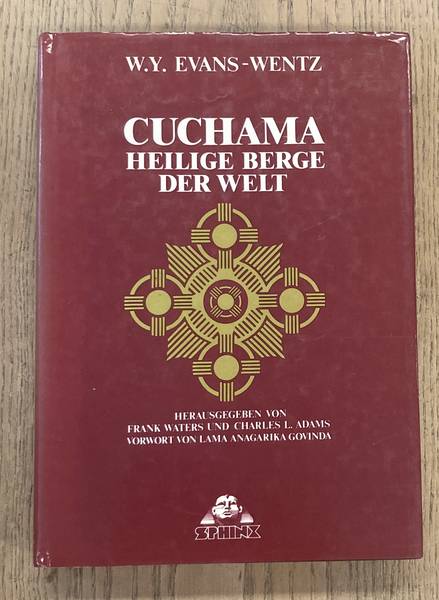 W.Y. EVANS-WENTZ
CUCHAMA
HEILIGE BERGE
DER WELT
HERAUSGEGEBEN VON
FRANK WATERS UND CHARLES L. ADAMS
VORWORT VON LAMA ANAGARIKA GOVINDA
SPHINX